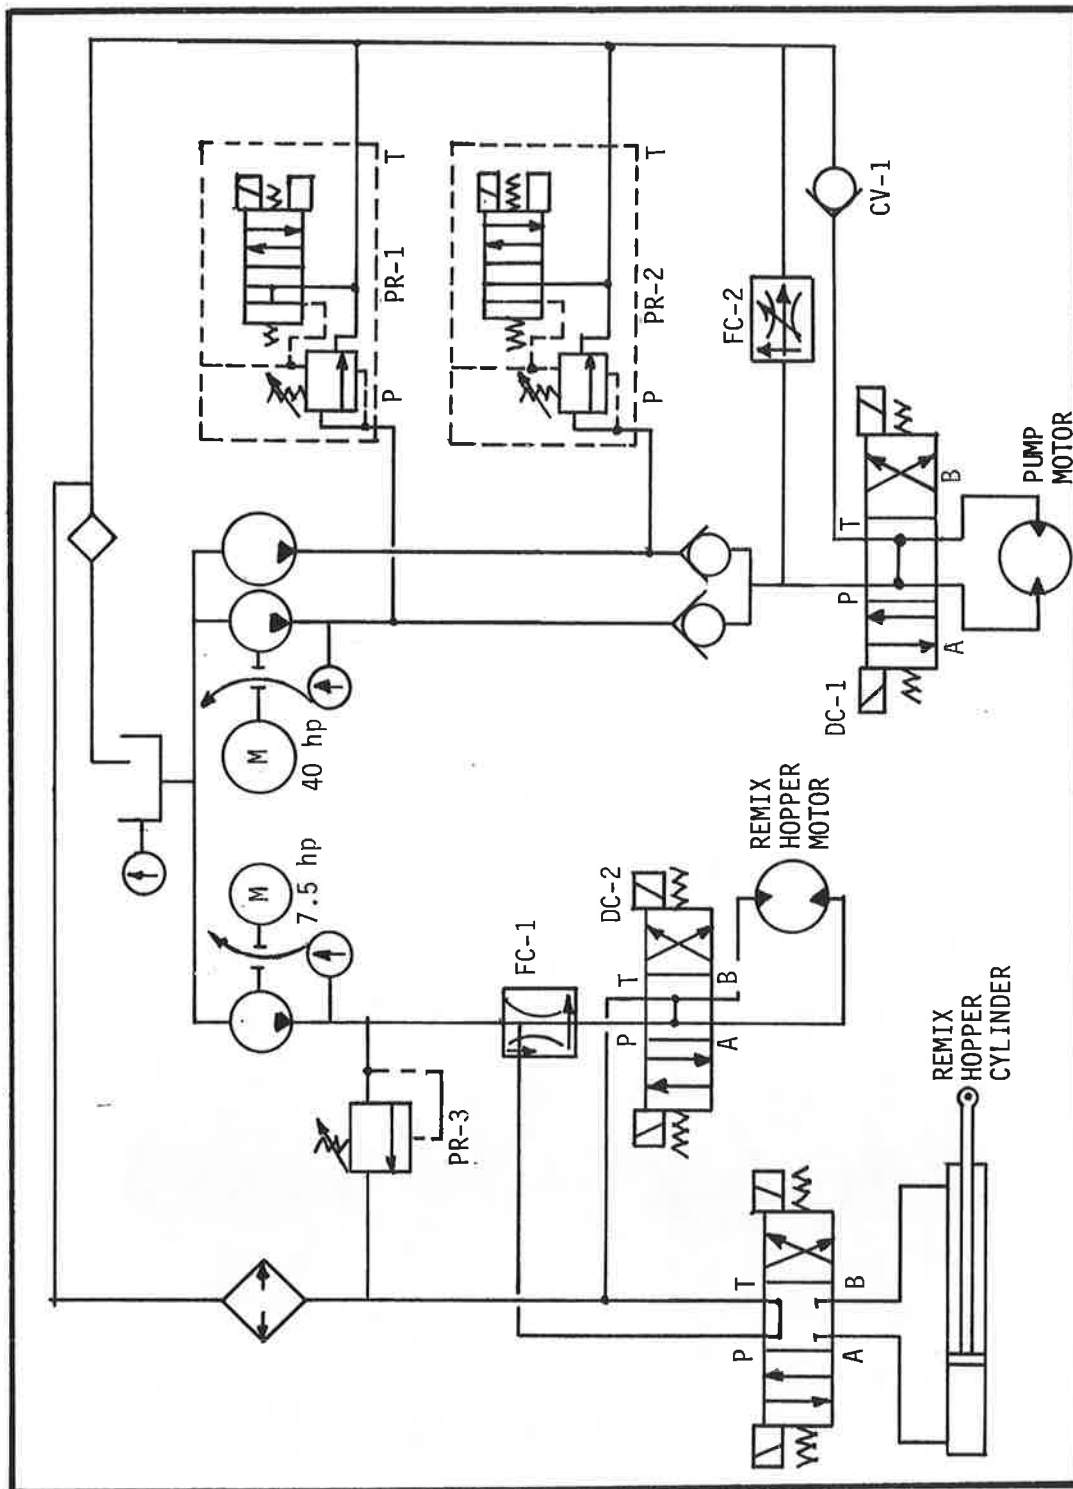 T
PR-1
P
T
PR-2
P
CV-1
FC-2
T
B
P
A
DC-1
PUMP
MOTOR
M
40 hp
M
7.5 hp
FC-1
DC-2
T
B
P
A
REMIX
HOPPER
MOTOR
PR-3
T
B
P
A
REMIX
HOPPER
CYLINDER